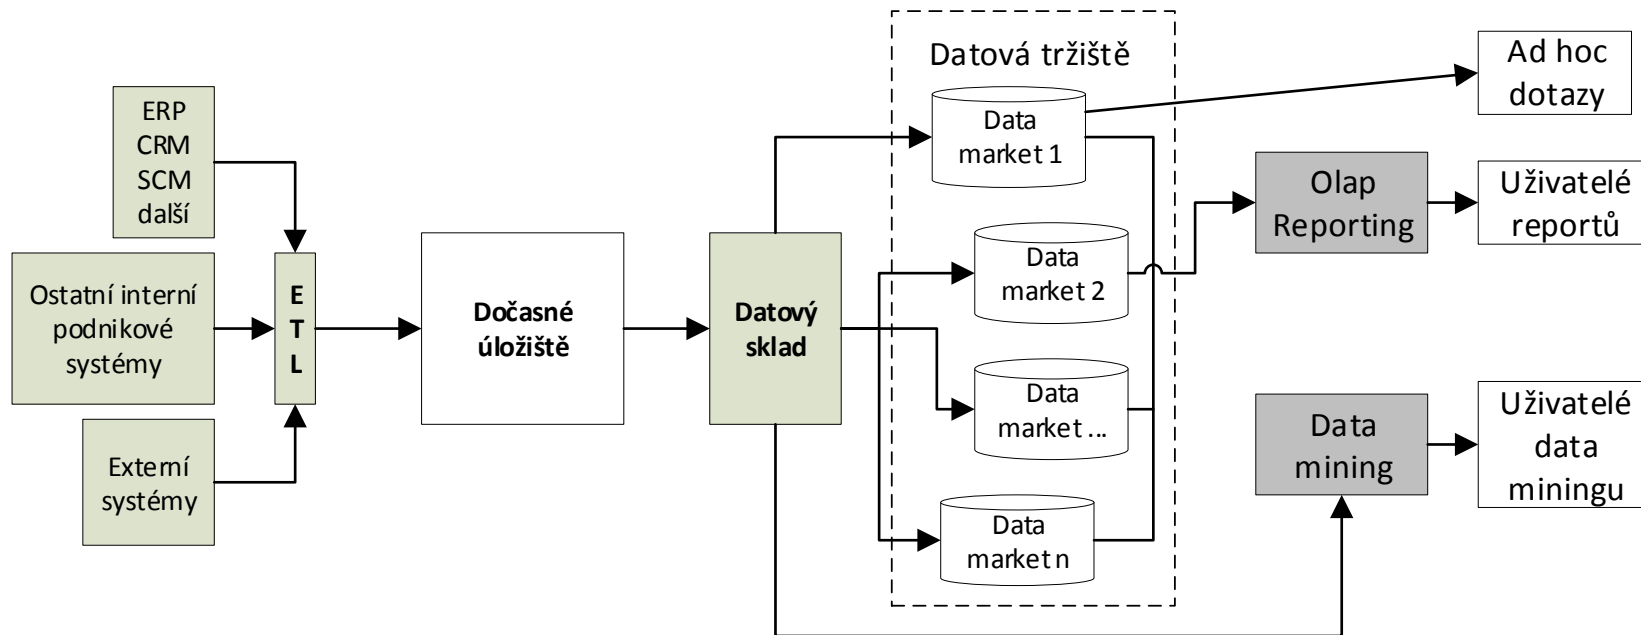 ERP
CRM
SCM
další
Ostatní interní
podnikové
systémy
Externí
systémy
E
T
L
Dočasné
úložiště
Datový
sklad
Datová tržiště
Data
market 1
Data
market 2
Data
market ...
Data
market n
Ad hoc
dotazy
Olap
Reporting
Uživatelé
reportů
Data
mining
Uživatelé
data
miningu